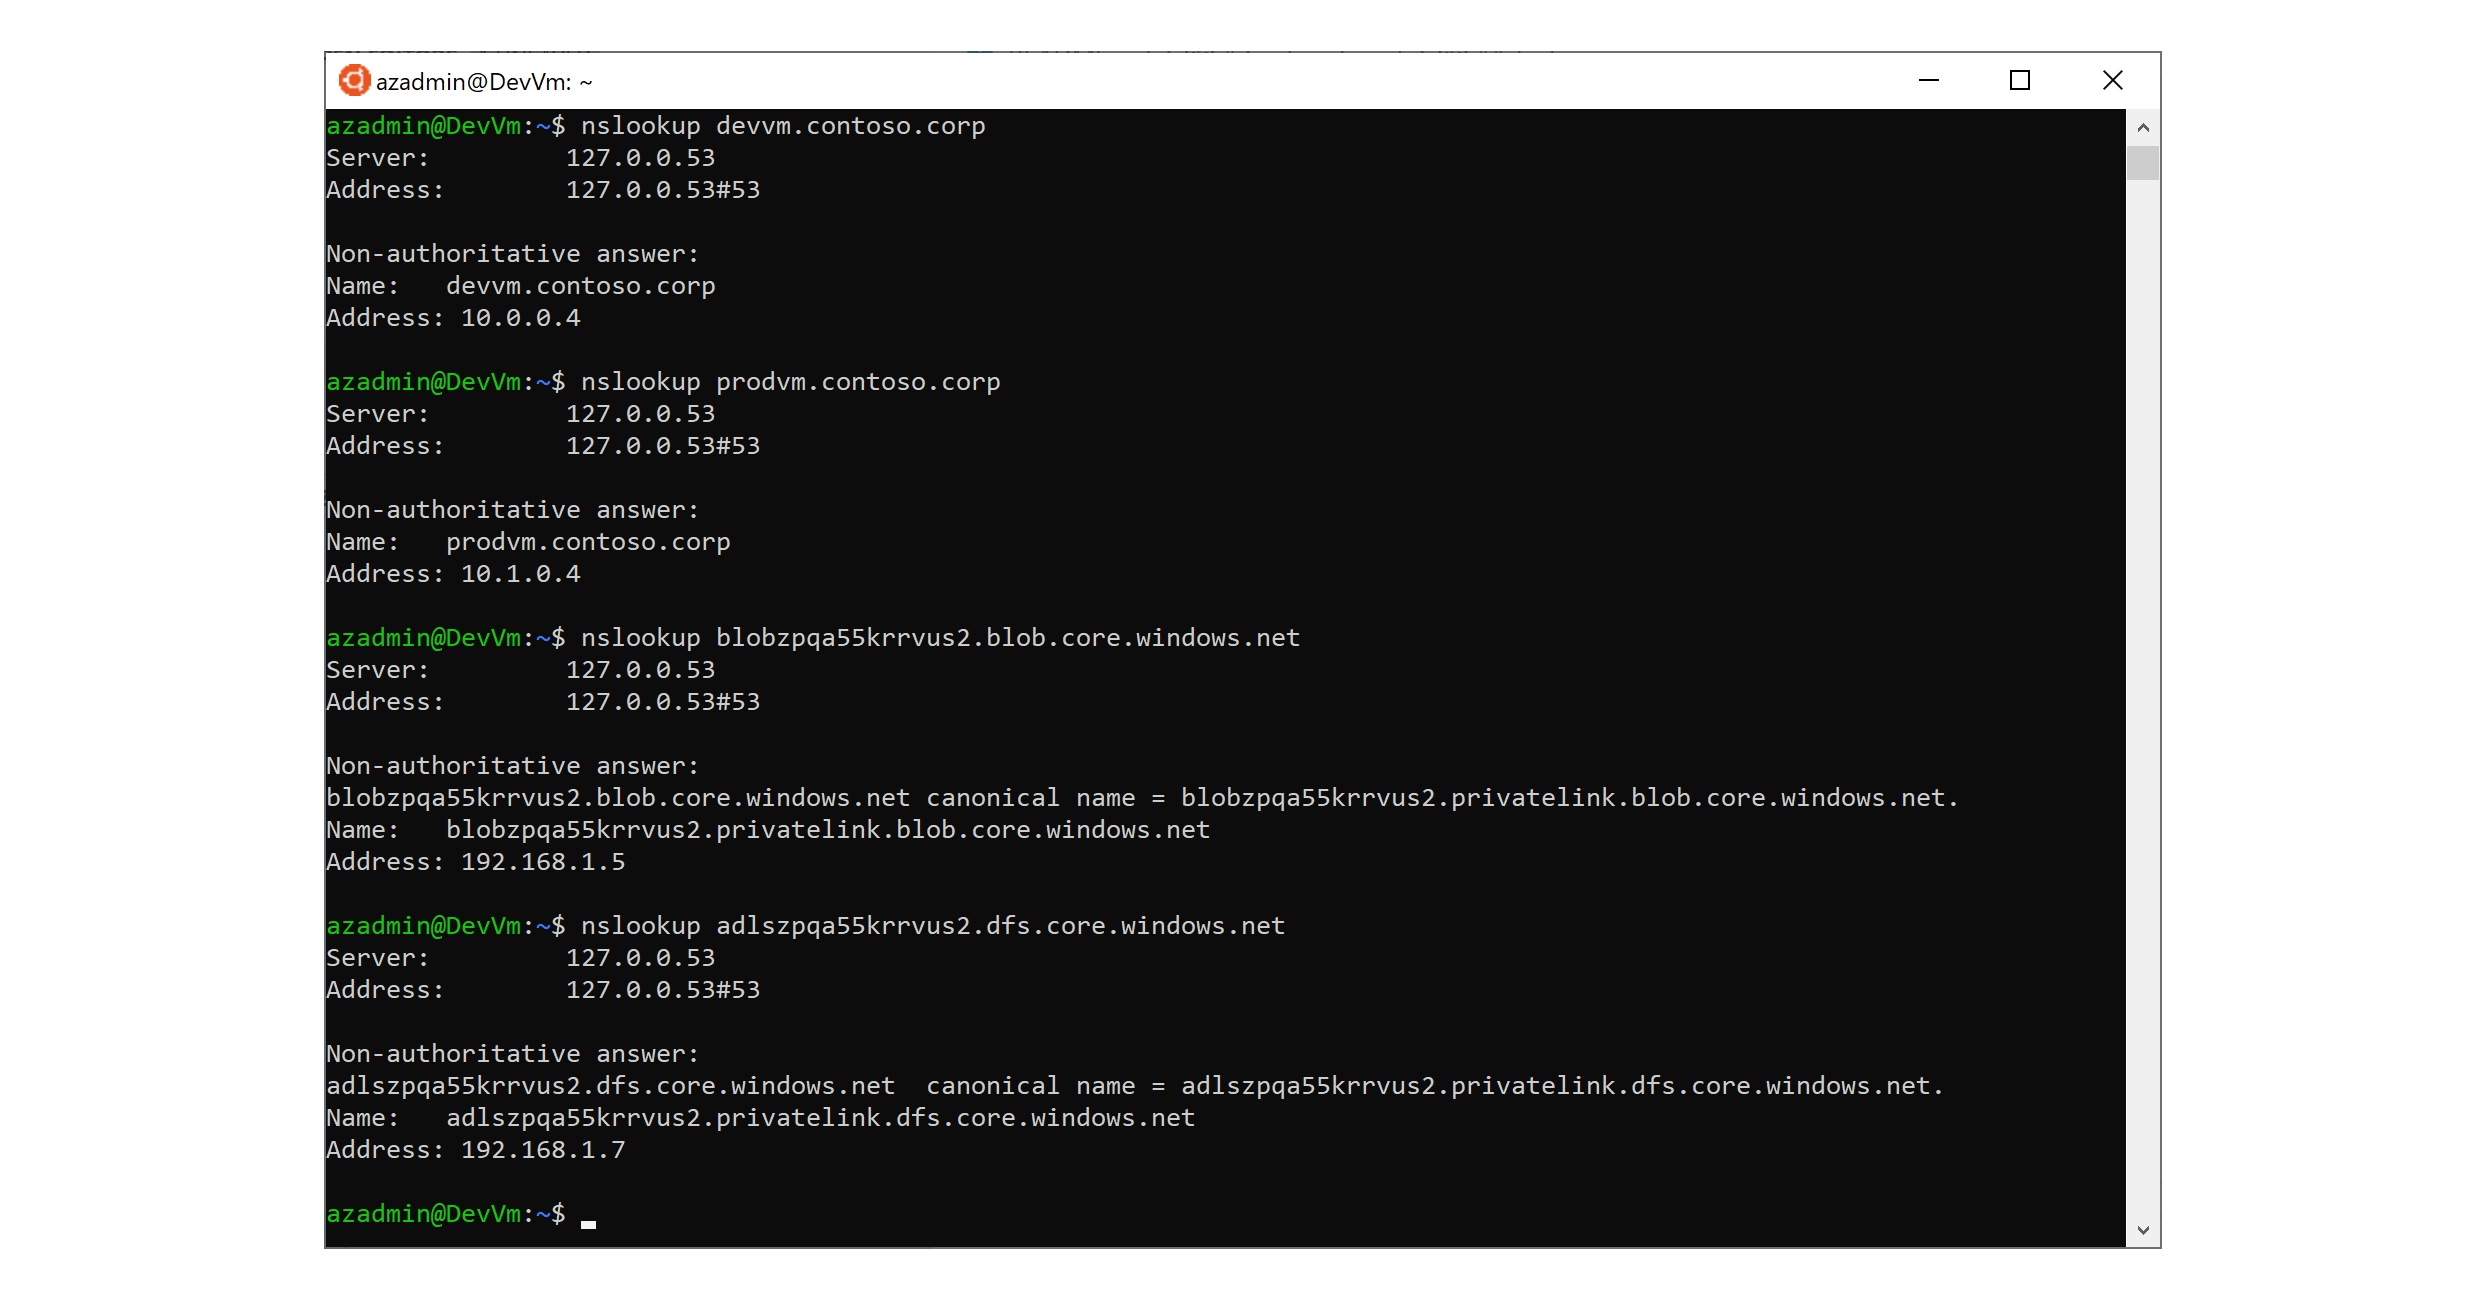 azadmin@DevVm: ~
azadmin@DevVm:~$ nslookup devvm.contoso.corp
Server:         127.0.0.53
Address:        127.0.0.53#53
Non-authoritative answer:
Name:   devvm.contoso.corp
Address: 10.0.0.4
azadmin@DevVm:~$ nslookup prodvm.contoso.corp
Server:         127.0.0.53
Address:        127.0.0.53#53
Non-authoritative answer:
Name:   prodvm.contoso.corp
Address: 10.1.0.4
azadmin@DevVm:~$ nslookup blobzpqa55krrvus2.blob.core.windows.net
Server:         127.0.0.53
Address:        127.0.0.53#53
Non-authoritative answer:
blobzpqa55krrvus2.blob.core.windows.net canonical name = blobzpqa55krrvus2.privatelink.blob.core.windows.net.
Name:   blobzpqa55krrvus2.privatelink.blob.core.windows.net
Address: 192.168.1.5
azadmin@DevVm:~$ nslookup adlszpqa55krrvus2.dfs.core.windows.net
Server:         127.0.0.53
Address:        127.0.0.53#53
Non-authoritative answer:
adlszpqa55krrvus2.dfs.core.windows.net  canonical name = adlszpqa55krrvus2.privatelink.dfs.core.windows.net.
Name:   adlszpqa55krrvus2.privatelink.dfs.core.windows.net
Address: 192.168.1.7
azadmin@DevVm:~$